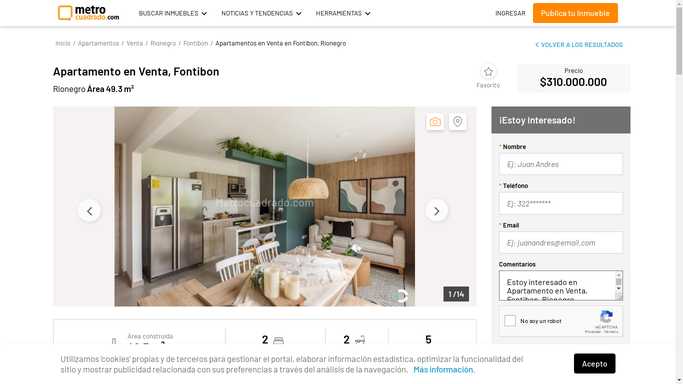 metro
cuadrado.com
BUSCAR INMUEBLES
NOTICIAS Y TENDENCIAS
HERRAMIENTAS
INGRESAR
Publica tu Inmueble
Inicio / Apartamentos / Venta / Rionegro / Fontibon / Apartamentos en Venta en Fontibon, Rionegro
< VOLVER A LOS RESULTADOS
Apartamento en Venta, Fontibon
Rionegro Área 49.3 m²
Favorito
Precio
$310.000.000
Metrocuadrado.com
1 /14
¡Estoy Interesado!
* Nombre
Ej: Juan Andres
* Teléfono
Ej: 322*******
* Email
Ej: juanandres@email.com
Comentarios
Estoy interesado en
Apartamento en Venta,
Fontibon, Rionegro
No soy un robot
reCAPTCHA
Privacidad - Términos
Área construida
2
2
5
Utilizamos 'cookies' propias y de terceros para gestionar el portal, elaborar información estadística, optimizar la funcionalidad del
sitio y mostrar publicidad relacionada con sus preferencias a través del análisis de la navegación. Más información.
Acepto